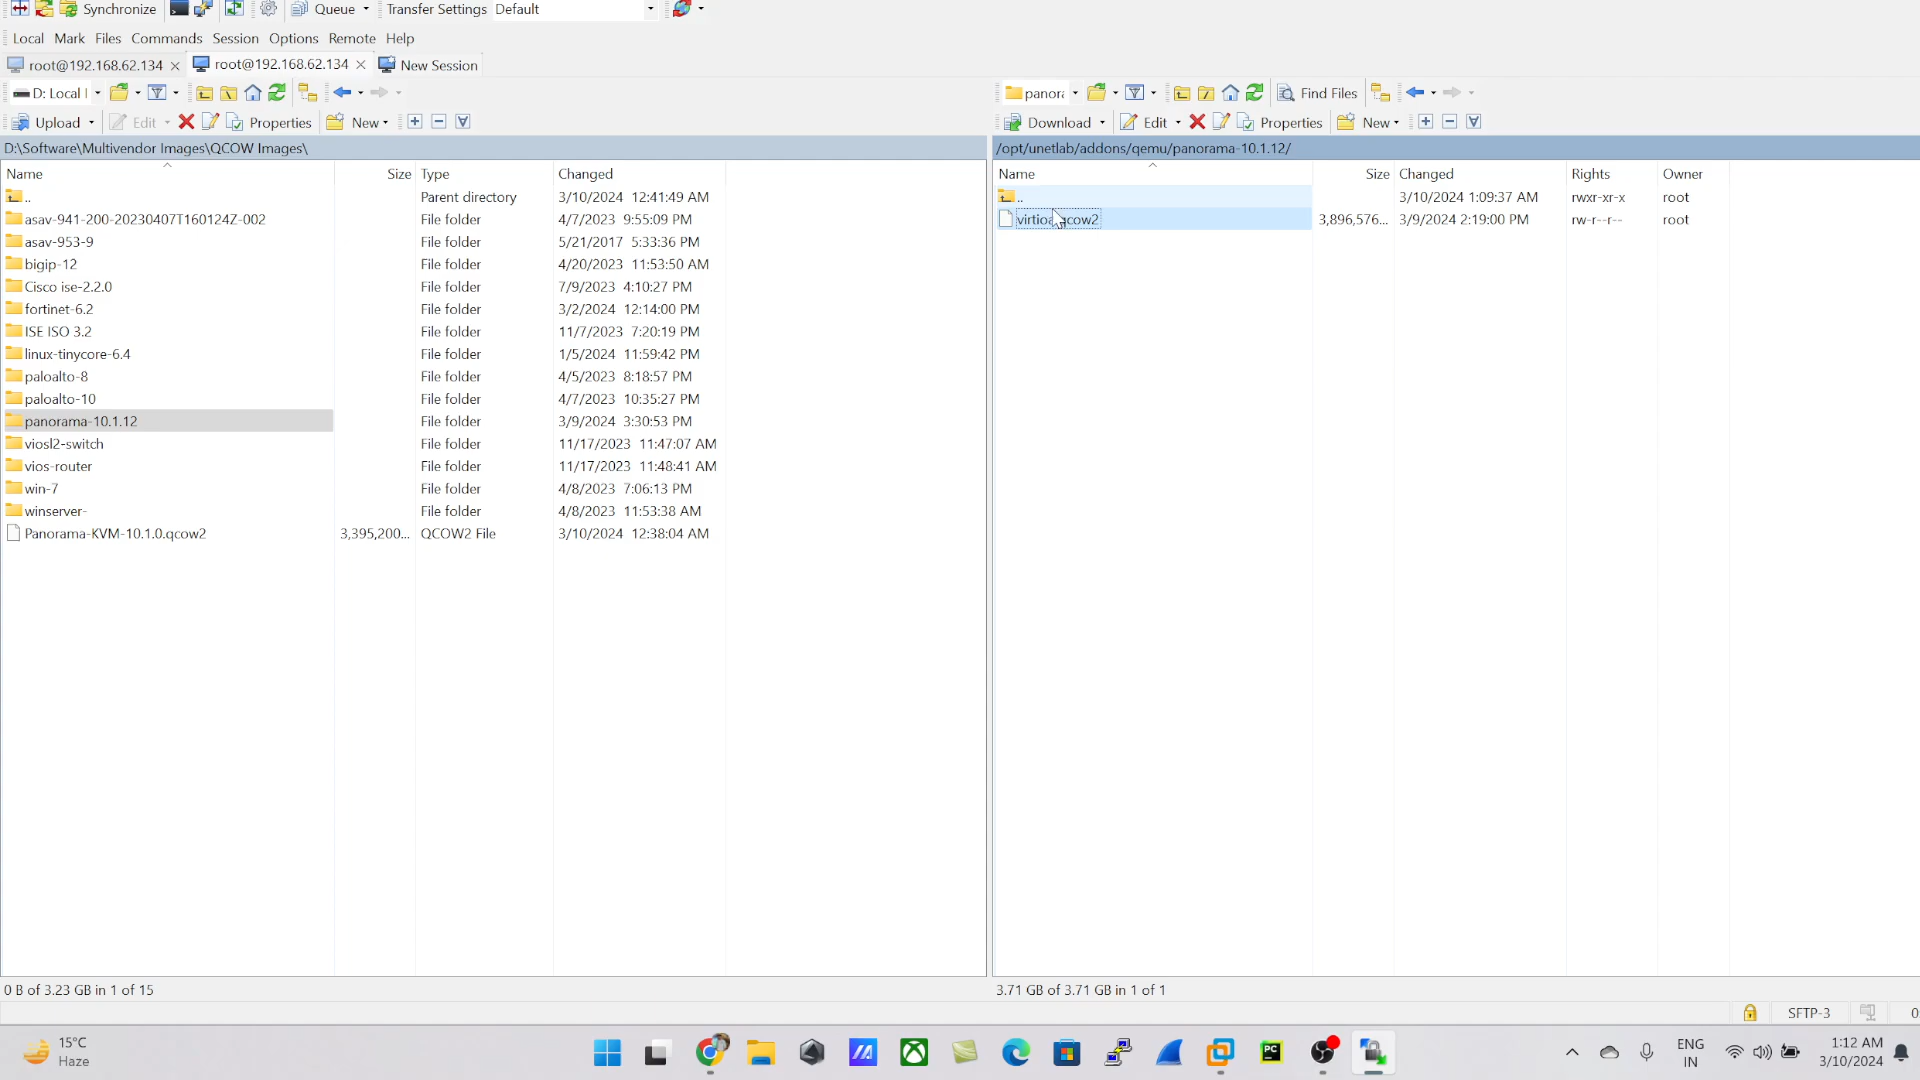 Synchronize Queue Transfer Settings Default
Local Mark Files Commands Session Options Remote Help
root@192.168.62.134 root@192.168.62.134 New Session
D: Local
Upload Edit Properties New
D:\Software\Multivendor Images\QCOW Images\
Name Size Type Changed
.. Parent directory 3/10/2024 12:41:49 AM
asav-941-200-20230407T160124Z-002 File folder 4/7/2023 9:55:09 PM
asav-953-9 File folder 5/21/2017 5:33:36 PM
bigip-12 File folder 4/20/2023 11:53:50 AM
Cisco ise-2.2.0 File folder 7/9/2023 4:10:27 PM
fortinet-6.2 File folder 3/2/2024 12:14:00 PM
ISE ISO 3.2 File folder 11/7/2023 7:20:19 PM
linux-tinycore-6.4 File folder 1/5/2024 11:59:42 PM
paloalto-8 File folder 4/5/2023 8:18:57 PM
paloalto-10 File folder 4/7/2023 10:35:27 PM
panorama-10.1.12 File folder 3/9/2024 3:30:53 PM
viosl2-switch File folder 11/17/2023 11:47:07 AM
vios-router File folder 11/17/2023 11:48:41 AM
win-7 File folder 4/8/2023 7:06:13 PM
winserver- File folder 4/8/2023 11:53:38 AM
Panorama-KVM-10.1.0.qcow2 3,395,200... QCOW2 File 3/10/2024 12:38:04 AM
0 B of 3.23 GB in 1 of 15
panora Find Files
Download Edit Properties New
/opt/unetlab/addons/qemu/panorama-10.1.12/
Name Size Changed Rights Owner
.. 3/10/2024 1:09:37 AM rwxr-xr-x root
virtioa.qcow2 3,896,576... 3/9/2024 2:19:00 PM rw-r--r-- root
3.71 GB of 3.71 GB in 1 of 1
SFTP-3
15°C
Haze
PC
ENG
IN
1:12 AM
3/10/2024